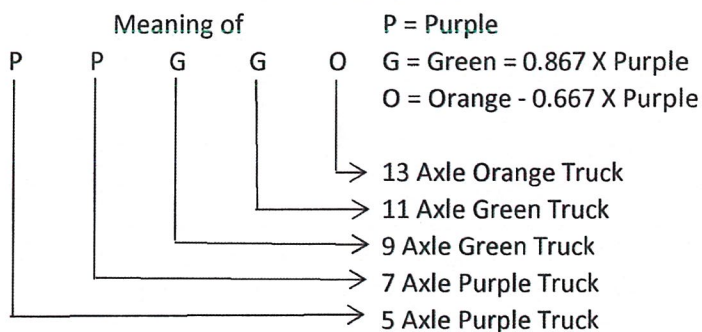 Meaning of P = Purple
P P G G O G = Green = 0.867 X Purple
O = Orange - 0.667 X Purple
13 Axle Orange Truck
11 Axle Green Truck
9 Axle Green Truck
7 Axle Purple Truck
5 Axle Purple Truck